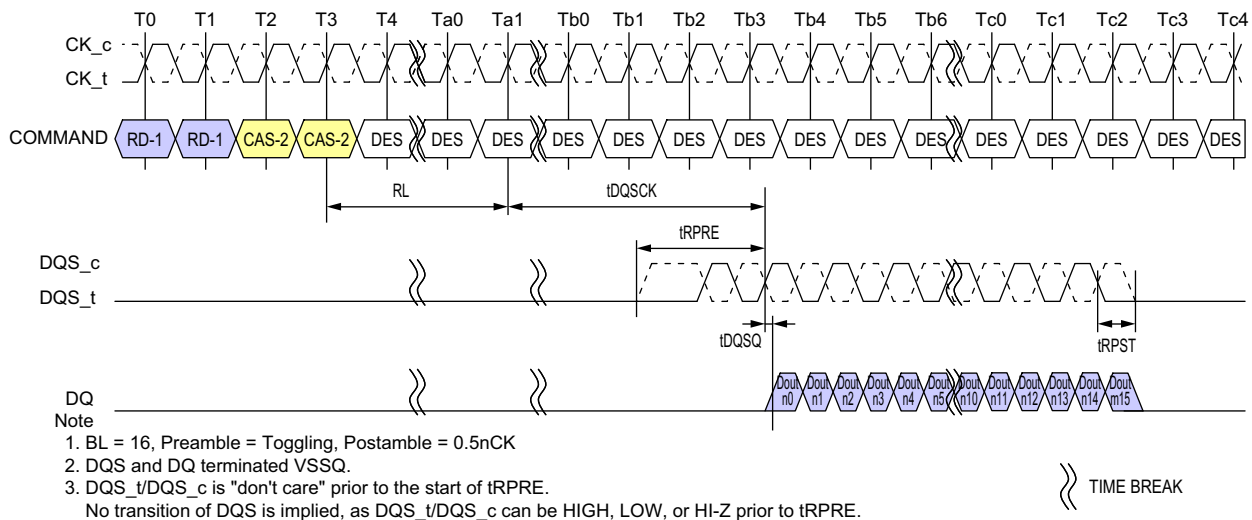 T0 T1 T2 T3 T4 Ta0 Ta1 Tb0 Tb1 Tb2 Tb3 Tb4 Tb5 Tb6 Tc0 Tc1 Tc2 Tc3 Tc4
CK_c
CK_t
COMMAND RD-1 RD-1 CAS-2 CAS-2 DES DES DES DES DES DES DES DES DES DES DES DES DES DES DES
RL tDQSCK
tRPRE
DQS_c
DQS_t
tDQSQ tRPST
Dout Dout Dout Dout Dout Dout Dout Dout Dout Dout Dout Dout
n0 n1 n2 n3 n4 n5 n10 n11 n12 n13 n14 m15
DQ
Note
1. BL = 16, Preamble = Toggling, Postamble = 0.5nCK
2. DQS and DQ terminated VSSQ.
3. DQS_t/DQS_c is "don't care" prior to the start of tRPRE.
No transition of DQS is implied, as DQS_t/DQS_c can be HIGH, LOW, or HI-Z prior to tRPRE.
TIME BREAK